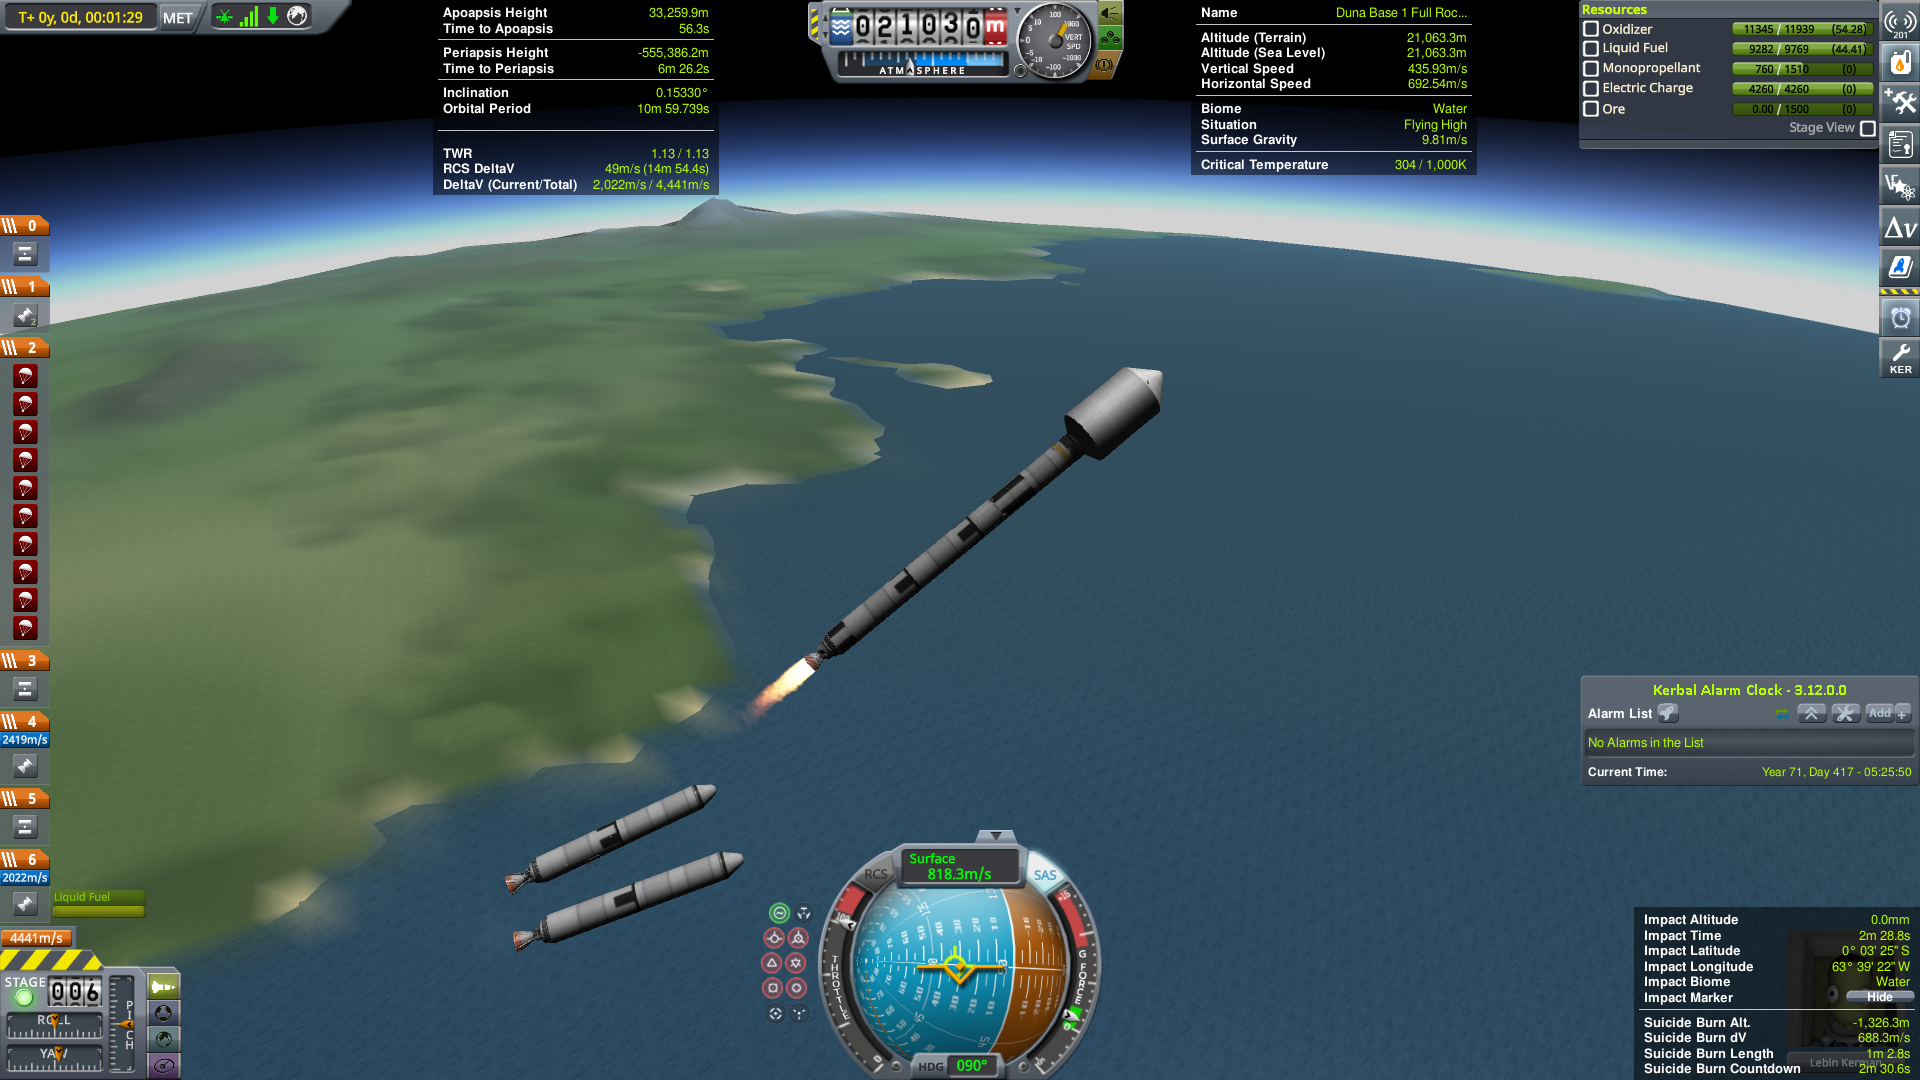 T+ 0y, 0d, 00:01:29 MET
Apoapsis Height 33,259.9m
Time to Apoapsis 56.3s
Periapsis Height -555,386.2m
Time to Periapsis 6m 26.2s
Inclination 0.15330°
Orbital Period 10m 59.739s
TWR 1.13 / 1.13
RCS DeltaV 49m/s (14m 54.4s)
DeltaV (Current/Total) 2,022m/s / 4,441m/s
021030 m
ATMOSPHERE
VERT SPD
Name Duna Base 1 Full Roc...
Altitude (Terrain) 21,063.3m
Altitude (Sea Level) 21,063.3m
Vertical Speed 435.93m/s
Horizontal Speed 692.54m/s
Biome Water
Situation Flying High
Surface Gravity 9.81m/s
Critical Temperature 304 / 1,000K
Resources
Oxidizer 11345 / 11939 (54.28)
Liquid Fuel 9282 / 9769 (44.41)
Monopropellant 760 / 1510 (0)
Electric Charge 4260 / 4260 (0)
Ore 0.00 / 1500 (0)
Stage View
201
Δv
KER
0
1
2
2
3
4
2419m/s
5
6
2022m/s
Liquid Fuel
4441m/s
STAGE 006
ROLL
YAW
PITCH
Kerbal Alarm Clock - 3.12.0.0
Alarm List Add +
No Alarms in the List
Current Time: Year 71, Day 417 - 05:25:50
Surface
818.3m/s
RCS
SAS
THROTTLE
G FORCE
HDG 090°
Impact Altitude 0.0mm
Impact Time 2m 28.8s
Impact Latitude 0° 03' 25" S
Impact Longitude 63° 39' 22" W
Impact Biome Water
Impact Marker Hide
Suicide Burn Alt. -1,326.3m
Suicide Burn dV 688.3m/s
Suicide Burn Length 1m 2.8s
Suicide Burn Countdown 2m 30.6s
Lebin Kerman